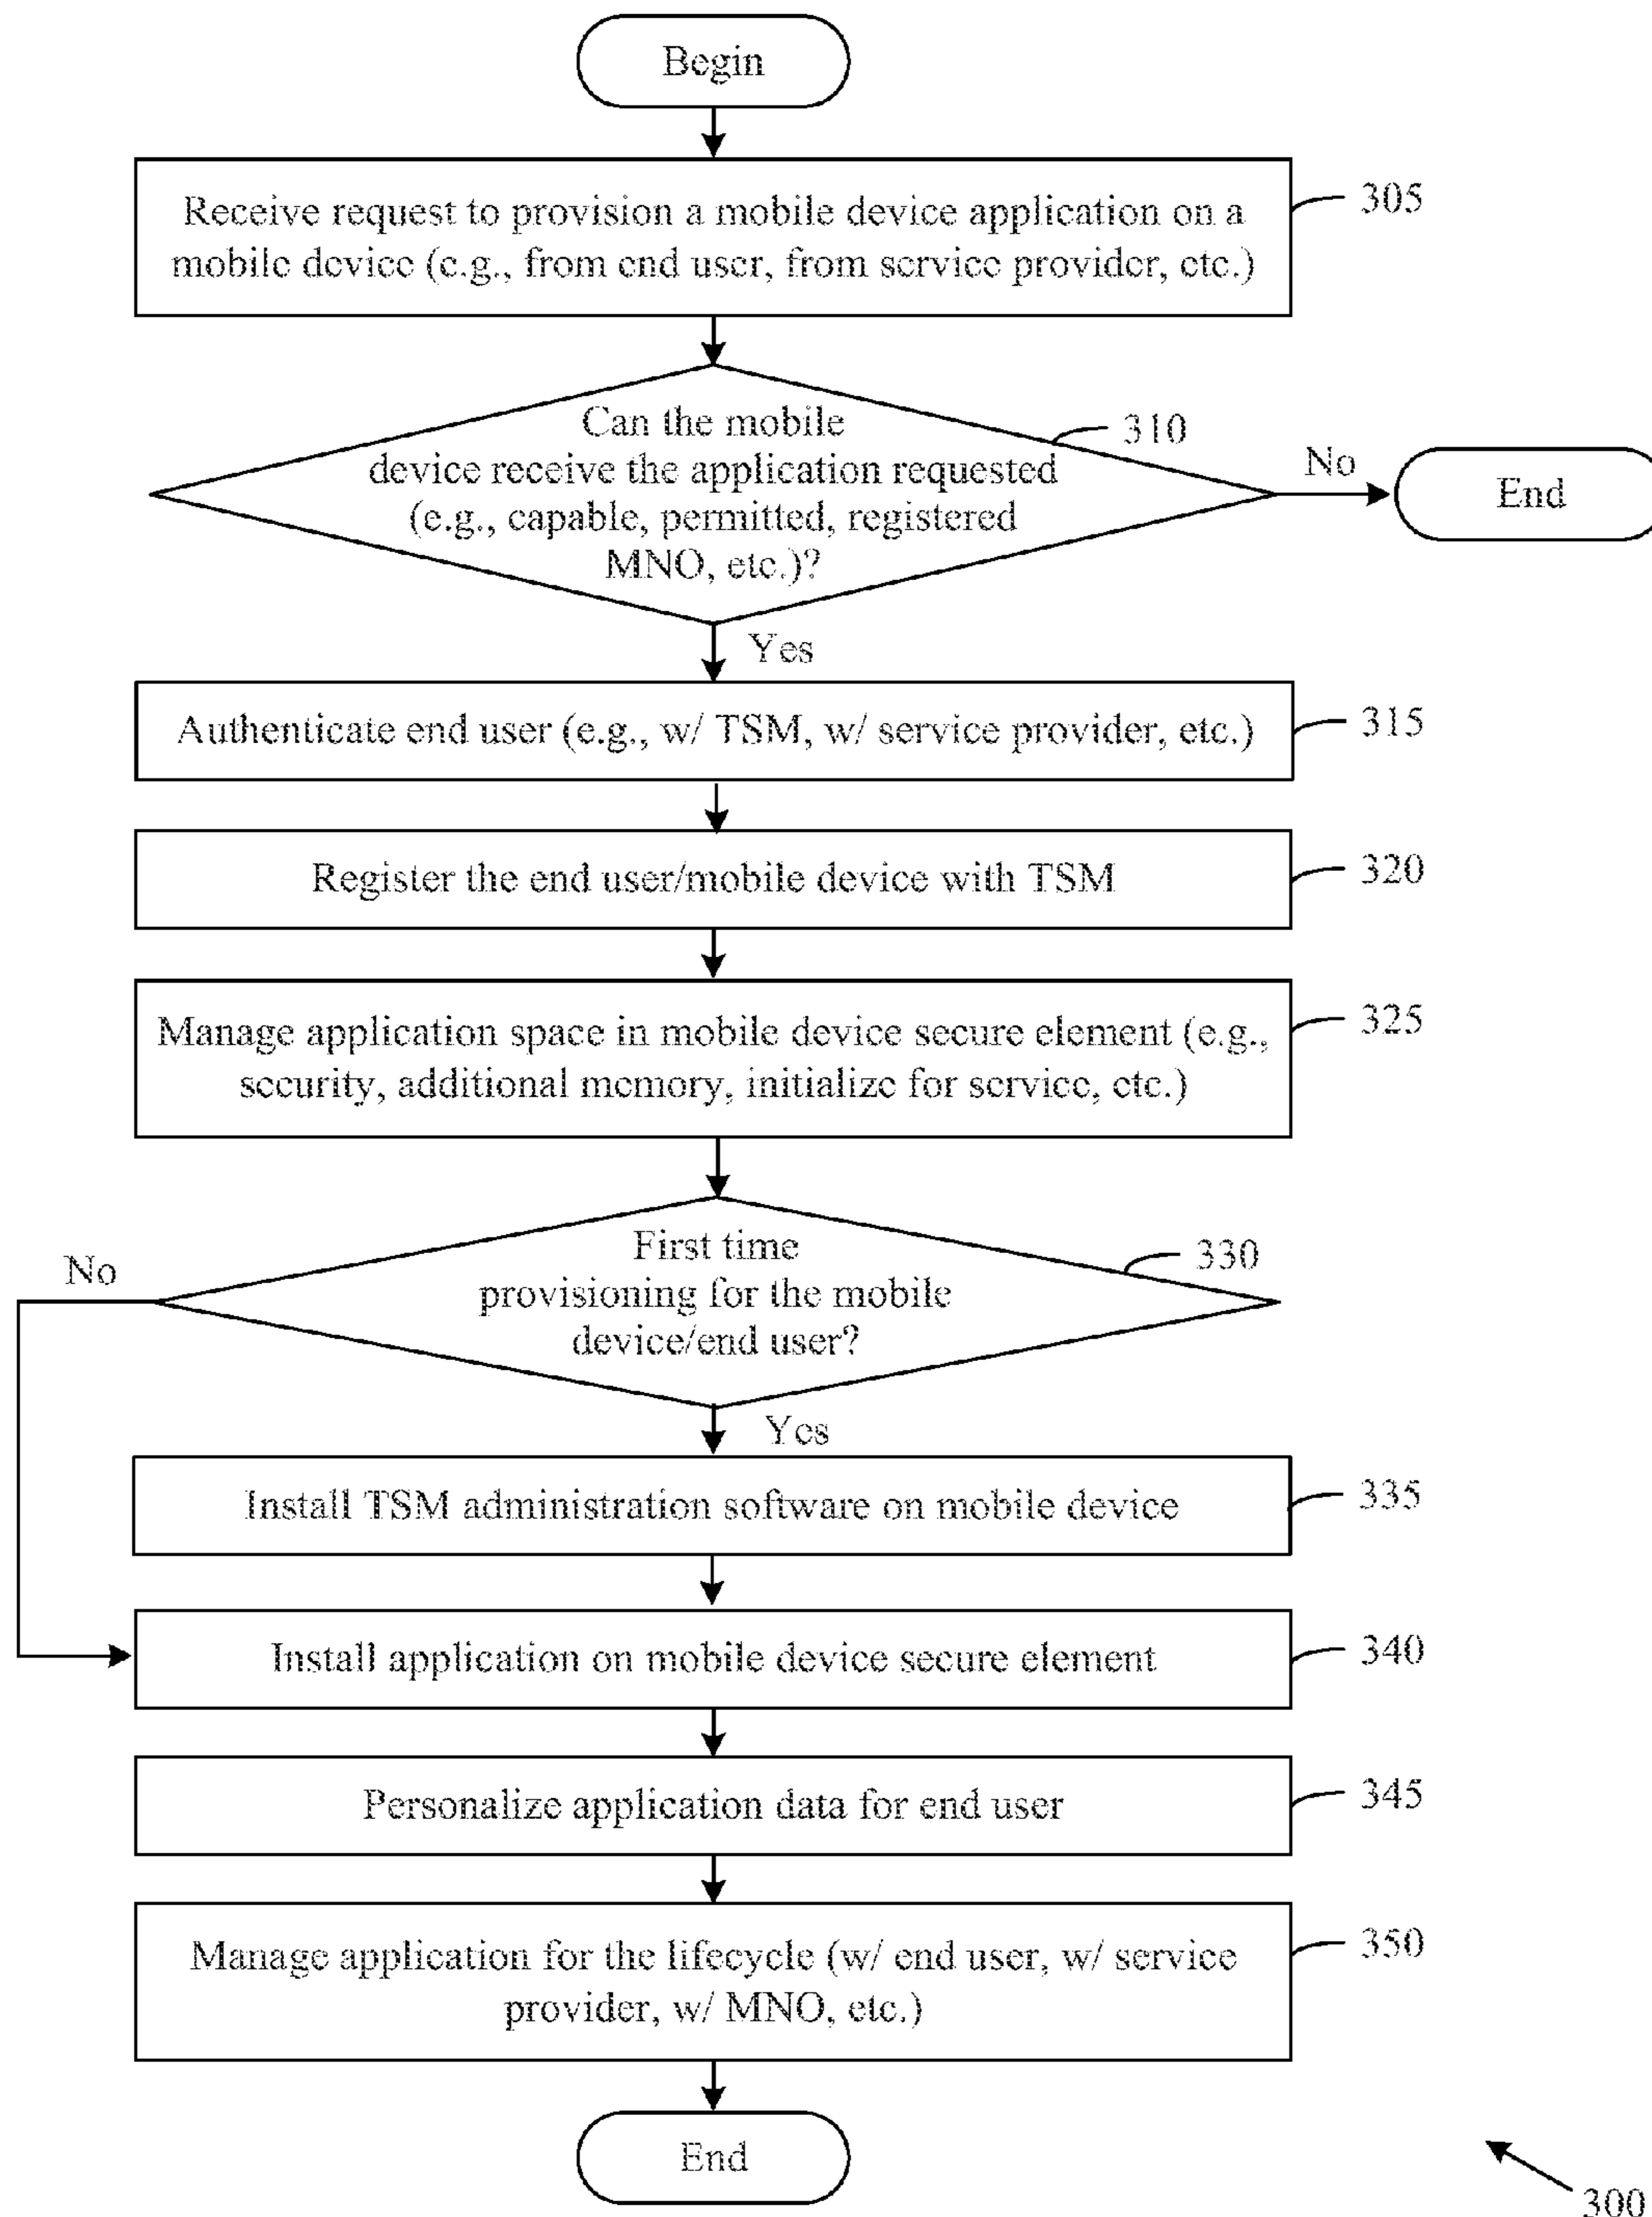 Begin
Receive request to provision a mobile device application on a
mobile device (e.g., from end user, from service provider, etc.)
305
Can the mobile
device receive the application requested
(e.g., capable, permitted, registered
MNO, etc.)?
310
No
End
Yes
Authenticate end user (e.g., w/ TSM, w/ service provider, etc.)
315
Register the end user/mobile device with TSM
320
Manage application space in mobile device secure element (e.g.,
security, additional memory, initialize for service, etc.)
325
First time
provisioning for the mobile
device/end user?
330
No
Yes
Install TSM administration software on mobile device
335
Install application on mobile device secure element
340
Personalize application data for end user
345
Manage application for the lifecycle (w/ end user, w/ service
provider, w/ MNO, etc.)
350
End
300